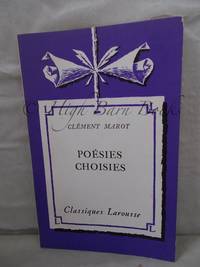 © High Barn Books
CLÉMENT MAROT
POÉSIES
CHOISIES
Classiques Larousse